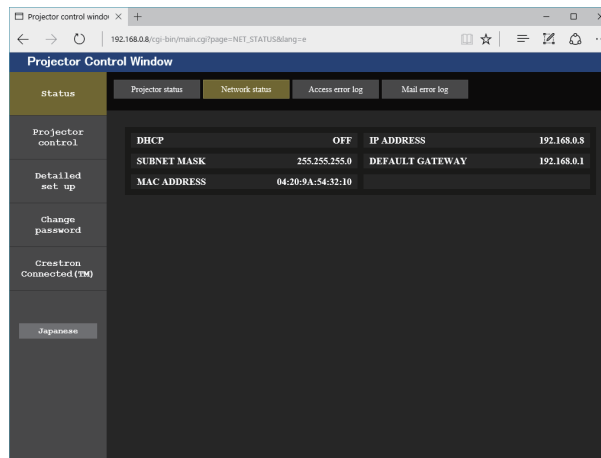 Projector control windo
192.168.0.8/cgi-bin/main.cgi?page=NET_STATUS&lang=e
Projector Control Window
Status
Projector status
Network status
Access error log
Mail error log
Projector
control
Detailed
set up
Change
password
Crestron
Connected(TM)
Japanese
DHCP OFF IP ADDRESS 192.168.0.8
SUBNET MASK 255.255.255.0 DEFAULT GATEWAY 192.168.0.1
MAC ADDRESS 04:20:9A:54:32:10